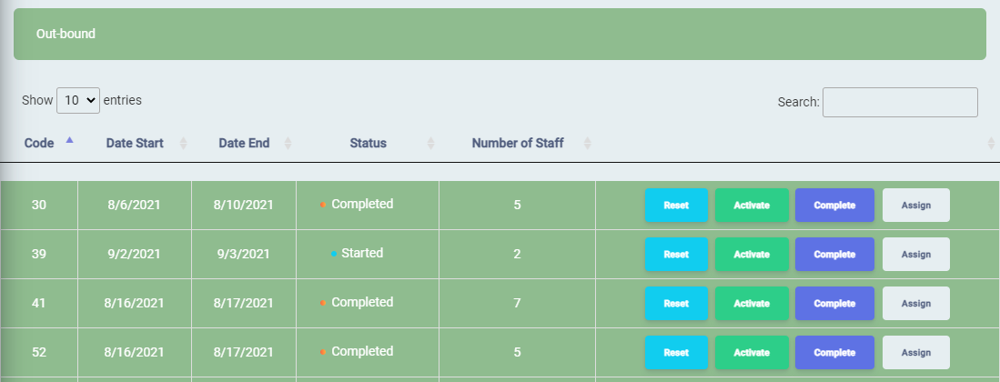 Out-bound
Show 10 entries Search:
Code Date Start Date End Status Number of Staff
30 8/6/2021 8/10/2021 Completed 5 Reset Activate Complete Assign
39 9/2/2021 9/3/2021 Started 2 Reset Activate Complete Assign
41 8/16/2021 8/17/2021 Completed 7 Reset Activate Complete Assign
52 8/16/2021 8/17/2021 Completed 5 Reset Activate Complete Assign